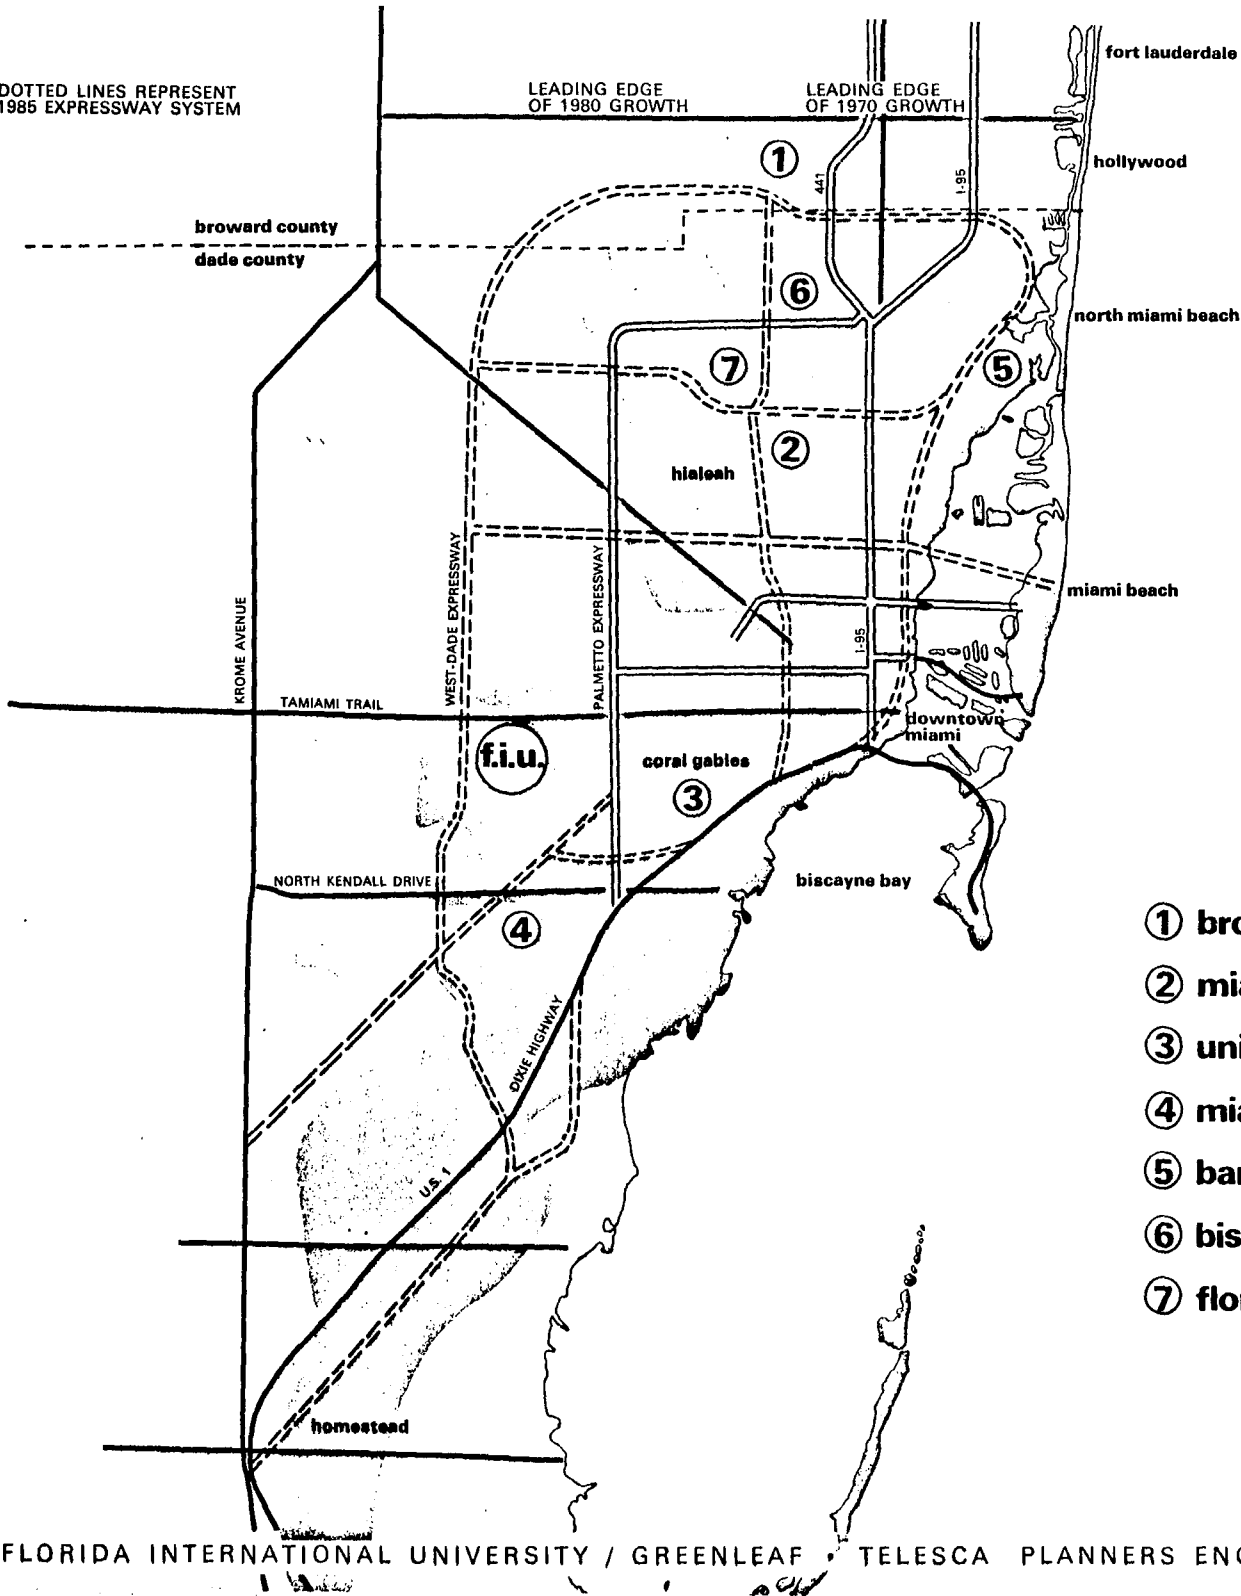 fort lauderdale
DOTTED LINES REPRESENT
1985 EXPRESSWAY SYSTEM
LEADING EDGE
OF 1980 GROWTH
LEADING EDGE
OF 1970 GROWTH
1
hollywood
441
I-95
broward county
dade county
6
north miami beach
7
5
2
hialeah
miami beach
KROME AVENUE
WEST-DADE EXPRESSWAY
PALMETTO EXPRESSWAY
I-95
TAMIAMI TRAIL
downtown
miami
f.i.u.
coral gables
3
NORTH KENDALL DRIVE
biscayne bay
4
DIXIE HIGHWAY
U.S. 1
homestead
1
2
3
4
5
6
7
FLORIDA INTERNATIONAL UNIVERSITY / GREENLEAF • TELESCA PLANNERS